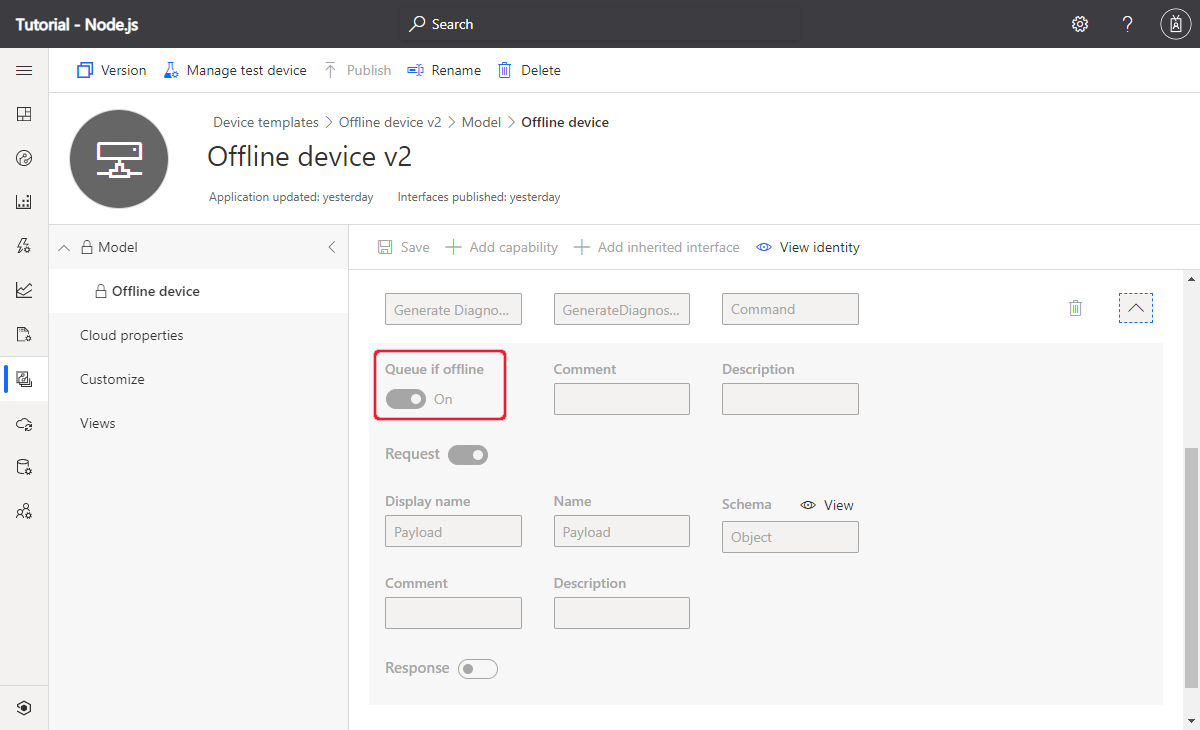 Tutorial - Node.js
Search
?
Version
Manage test device
Publish
Rename
Delete
Device templates > Offline device v2 > Model > Offline device
Offline device v2
Application updated: yesterday
Interfaces published: yesterday
Model
Offline device
Cloud properties
Customize
Views
Save
Add capability
Add inherited interface
View identity
Generate Diagno...
GenerateDiagnos...
Command
Queue if offline
On
Comment
Description
Request
Display name
Payload
Name
Payload
Schema
View
Object
Comment
Description
Response